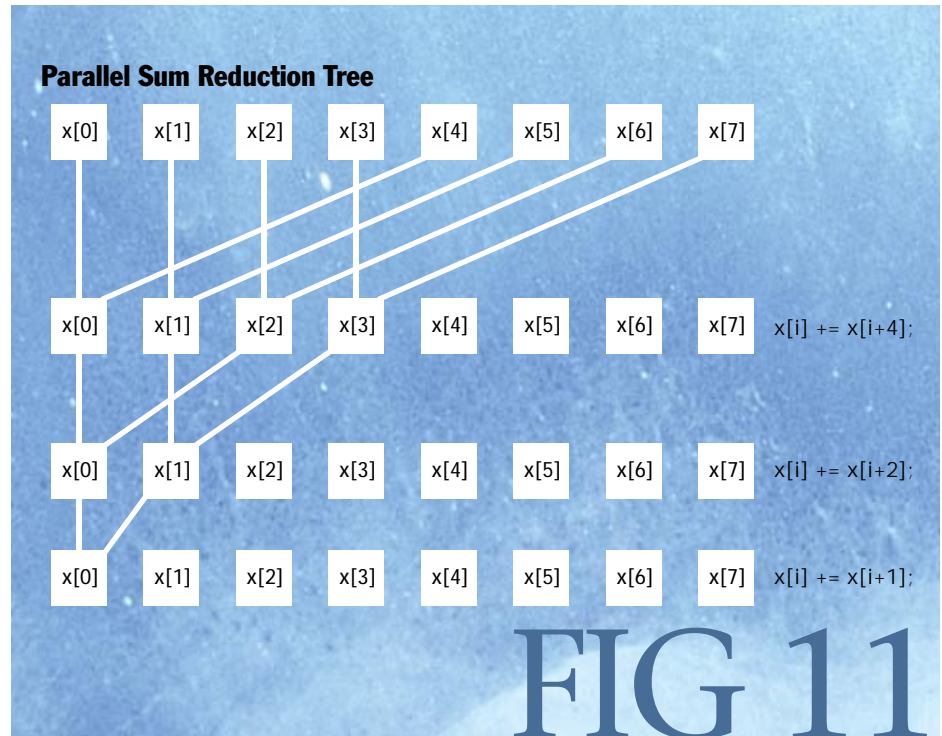 Parallel Sum Reduction Tree
x[0] x[1] x[2] x[3] x[4] x[5] x[6] x[7]
x[0] x[1] x[2] x[3] x[4] x[5] x[6] x[7] x[i] += x[i+4];
x[0] x[1] x[2] x[3] x[4] x[5] x[6] x[7] x[i] += x[i+2];
x[0] x[1] x[2] x[3] x[4] x[5] x[6] x[7] x[i] += x[i+1];
FIG 11